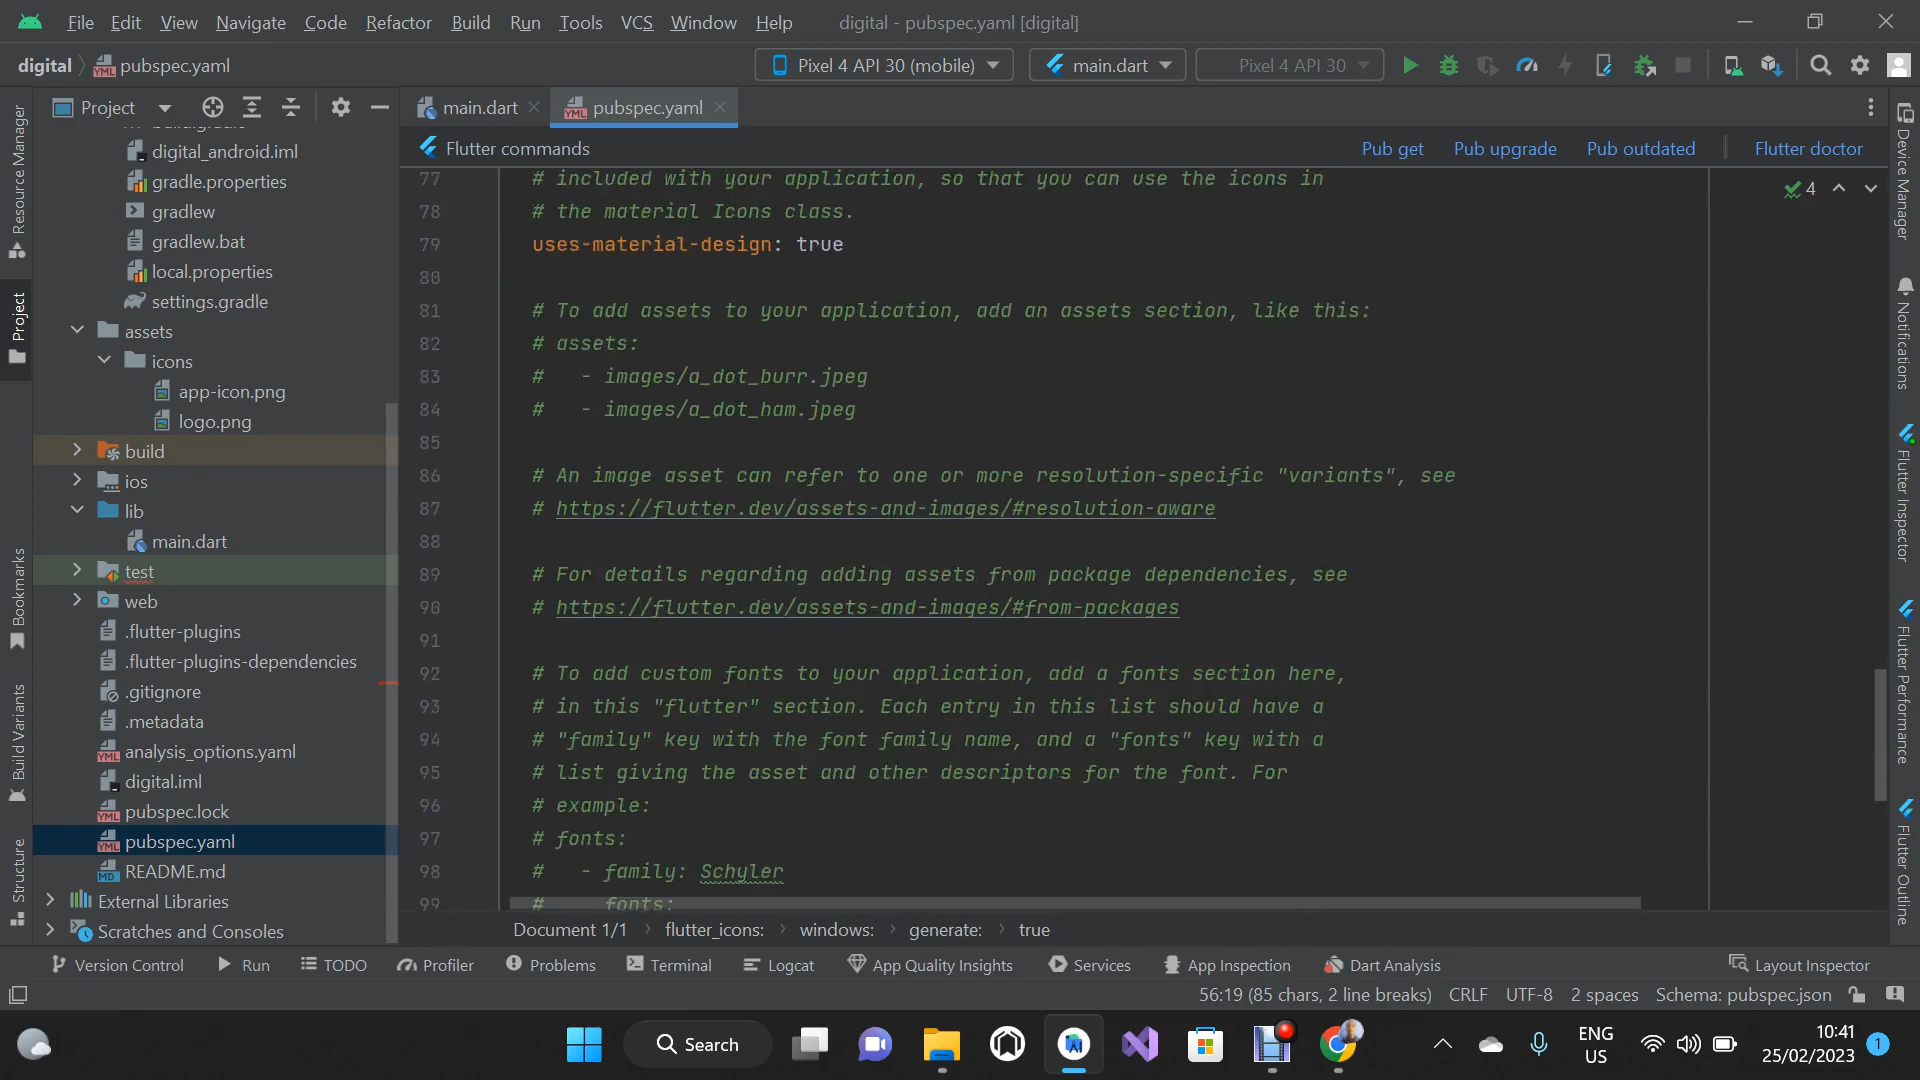 File Edit View Navigate Code Refactor Build Run Tools VCS Window Help digital - pubspec.yaml [digital]
digital pubspec.yaml Pixel 4 API 30 (mobile) main.dart Pixel 4 API 30
Project main.dart pubspec.yaml
Flutter commands Pub get Pub upgrade Pub outdated Flutter doctor
build.gradle
digital_android.iml
gradle.properties
gradlew
gradlew.bat
local.properties
settings.gradle
assets
icons
app-icon.png
logo.png
build
ios
lib
main.dart
test
web
.flutter-plugins
.flutter-plugins-dependencies
.gitignore
.metadata
analysis_options.yaml
digital.iml
pubspec.lock
pubspec.yaml
README.md
External Libraries
Scratches and Consoles
77 # included with your application, so that you can use the icons in
78 # the material Icons class.
79 uses-material-design: true
80
81 # To add assets to your application, add an assets section, like this:
82 # assets:
83 #   - images/a_dot_burr.jpeg
84 #   - images/a_dot_ham.jpeg
85
86 # An image asset can refer to one or more resolution-specific "variants", see
87 # https://flutter.dev/assets-and-images/#resolution-aware
88
89 # For details regarding adding assets from package dependencies, see
90 # https://flutter.dev/assets-and-images/#from-packages
91
92 # To add custom fonts to your application, add a fonts section here,
93 # in this "flutter" section. Each entry in this list should have a
94 # "family" key with the font family name, and a "fonts" key with a
95 # list giving the asset and other descriptors for the font. For
96 # example:
97 # fonts:
98 #   - family: Schyler
99 #     fonts:
4
Resource Manager
Project
Bookmarks
Build Variants
Structure
Device Manager
Notifications
Flutter Inspector
Flutter Performance
Flutter Outline
Document 1/1 flutter_icons: windows: generate: true
Version Control Run TODO Profiler Problems Terminal Logcat App Quality Insights Services App Inspection Dart Analysis Layout Inspector
56:19 (85 chars, 2 line breaks) CRLF UTF-8 2 spaces Schema: pubspec.json
Search
ENG
US
10:41
25/02/2023
1